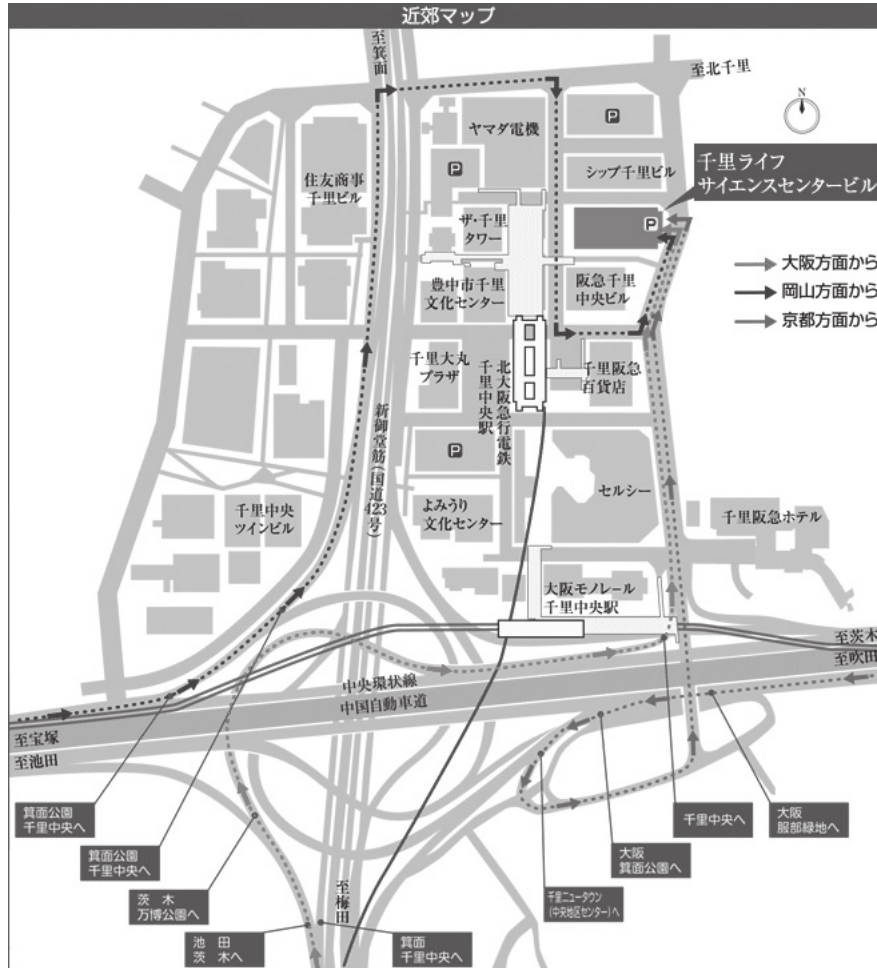 近郊マップ
至箕面
至北千里
N
ヤマダ電機
P
住友商事
千里ビル
P
シップ千里ビル
千里ライフ
サイエンスセンタービル
ザ・千里
タワー
P
豊中市千里
文化センター
阪急千里
中央ビル
大阪方面から
岡山方面から
京都方面から
千里大丸
プラザ
北大阪急行電鉄
千里中央駅
千里阪急
百貨店
新御堂筋(国道423号)
P
セルシー
千里中央
ツインビル
よみうり
文化センター
千里阪急ホテル
大阪モノレール
千里中央駅
至茨木
至吹田
中央環状線
中国自動車道
至宝塚
至池田
箕面公園
千里中央へ
箕面公園
千里中央へ
茨木
万博公園へ
池田
茨木へ
至梅田
箕面
千里中央へ
千里ニュータウン
(中央地区センター)へ
大阪
箕面公園へ
千里中央へ
大阪
服部緑地へ